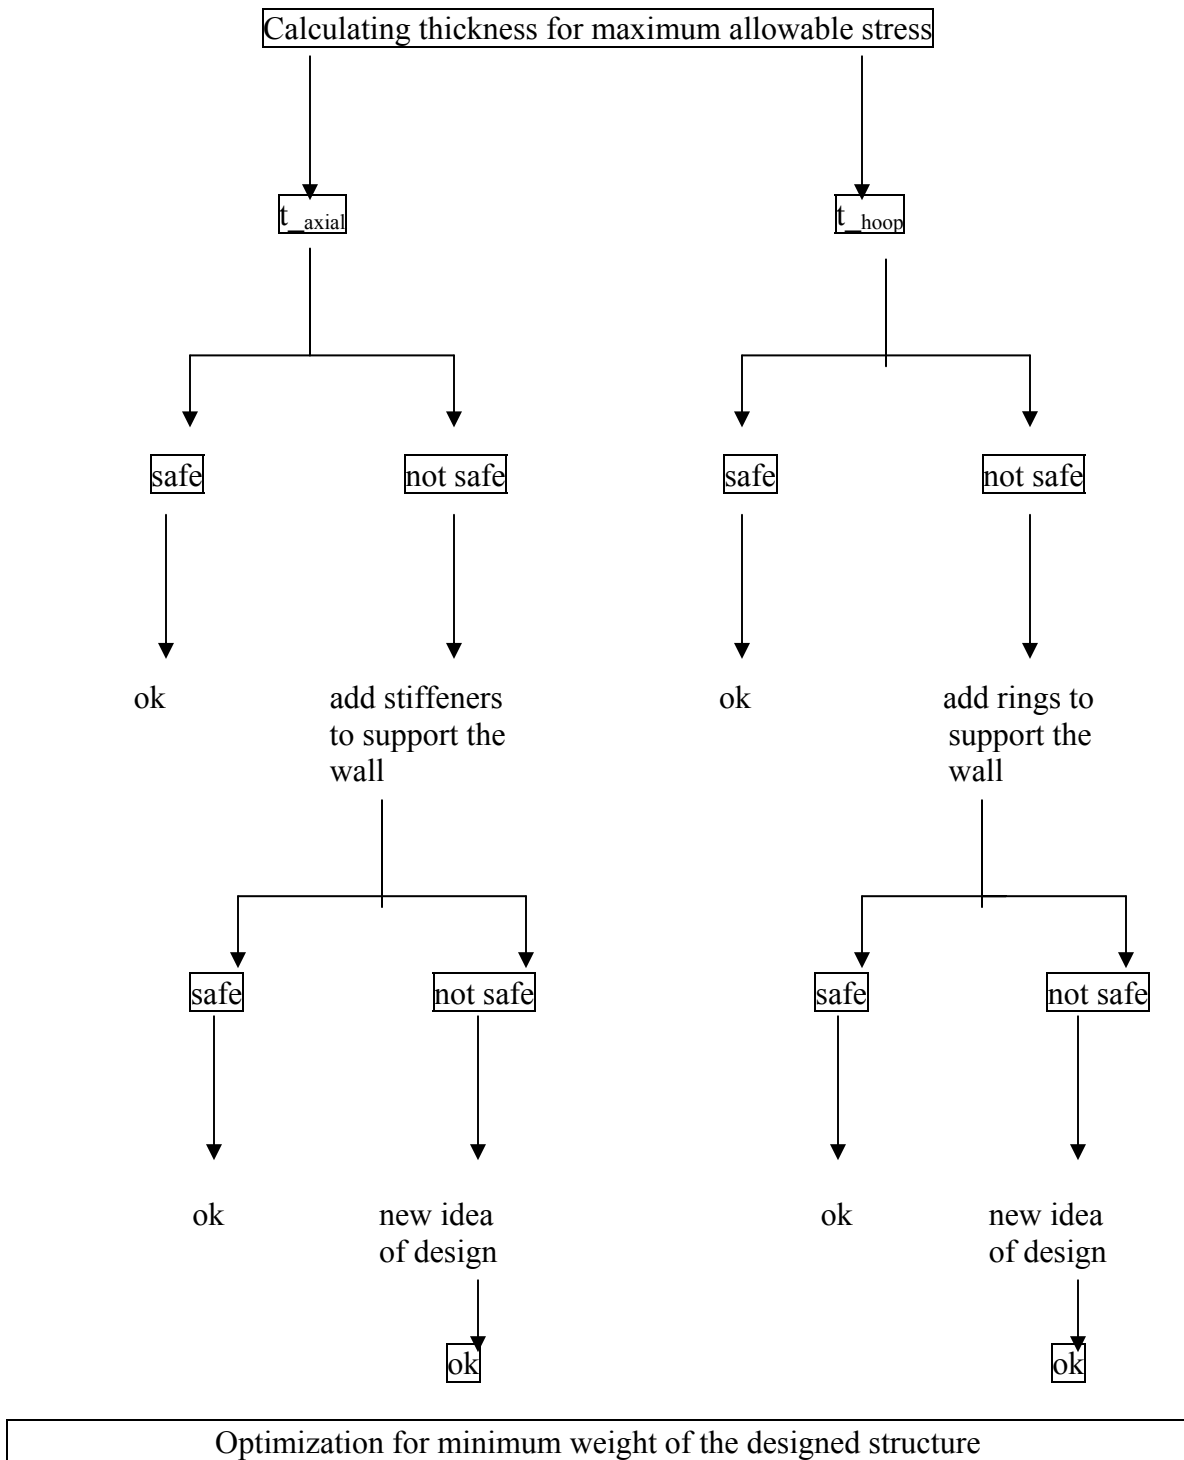 Calculating thickness for maximum allowable stress
t_axial
t_hoop
safe
not safe
safe
not safe
ok
add stiffeners
to support the
wall
ok
add rings to
support the
wall
safe
not safe
safe
not safe
ok
new idea
of design
ok
new idea
of design
ok
ok
Optimization for minimum weight of the designed structure